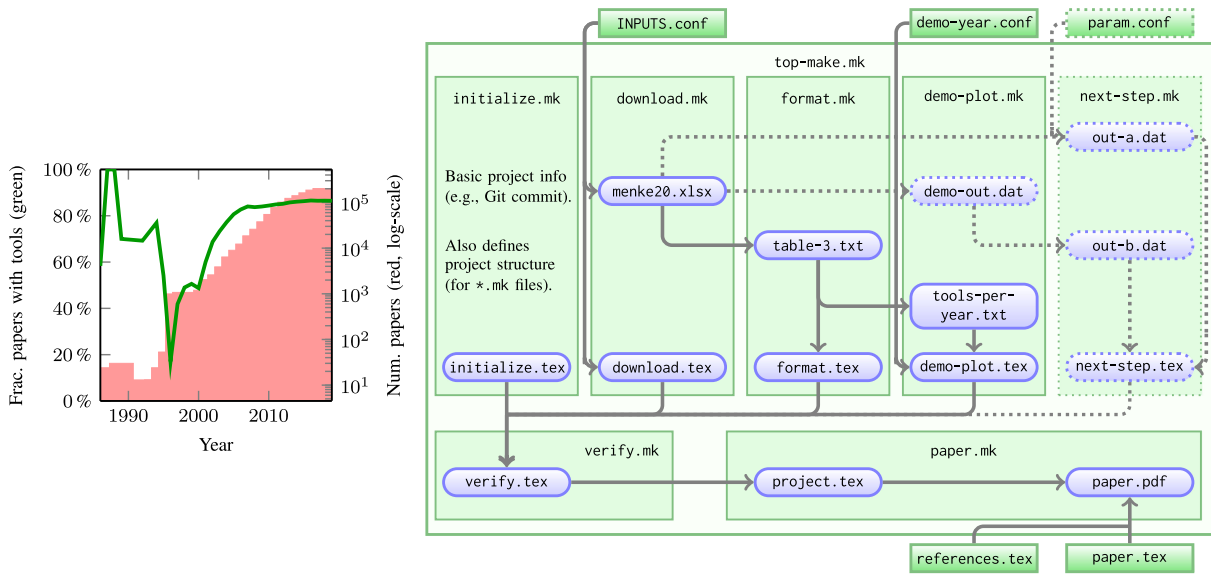 Frac. papers with tools (green)
100 %
80 %
60 %
40 %
20 %
0 %
1990
2000
2010
Year
10^5
10^4
10^3
10^2
10^1
Num. papers (red, log-scale)
INPUTS.conf
demo-year.conf
param.conf
top-make.mk
initialize.mk
download.mk
format.mk
demo-plot.mk
next-step.mk
out-a.dat
Basic project info
(e.g., Git commit).
menke20.xlsx
demo-out.dat
Also defines
project structure
(for *.mk files).
table-3.txt
out-b.dat
tools-per-
year.txt
initialize.tex
download.tex
format.tex
demo-plot.tex
next-step.tex
verify.mk
paper.mk
verify.tex
project.tex
paper.pdf
references.tex
paper.tex